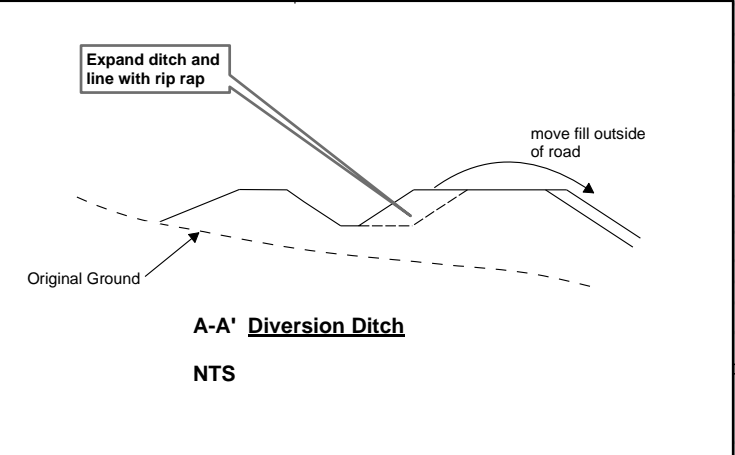 Expand ditch and
line with rip rap
move fill outside
of road
Original Ground
A-A' Diversion Ditch
NTS